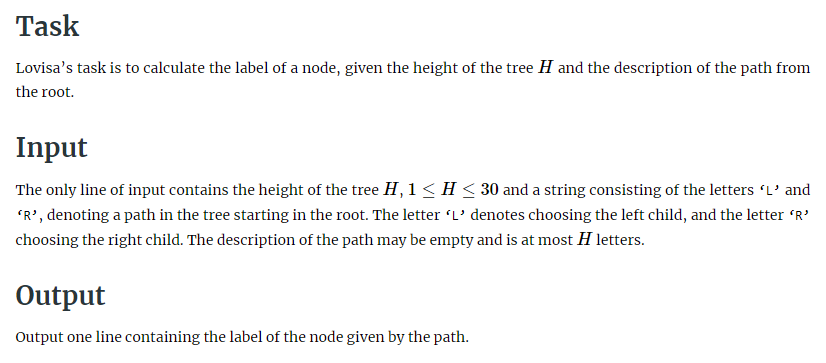 Task
Lovisa’s task is to calculate the label of a node, given the height of the tree H and the description of the path from
the root.
Input
The only line of input contains the height of the tree H, 1 ≤ H ≤ 30 and a string consisting of the letters ‘L’ and
‘R’, denoting a path in the tree starting in the root. The letter ‘L’ denotes choosing the left child, and the letter ‘R’
choosing the right child. The description of the path may be empty and is at most H letters.
Output
Output one line containing the label of the node given by the path.